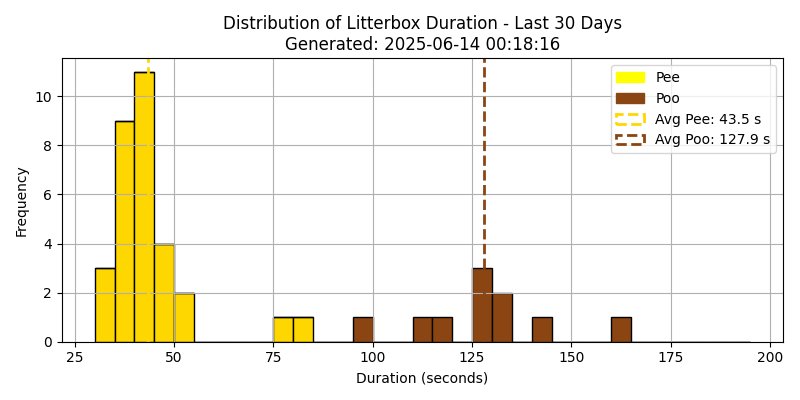 Distribution of Litterbox Duration - Last 30 Days
Generated: 2025-06-14 00:18:16
Pee
Poo
Avg Pee: 43.5 s
Avg Poo: 127.9 s
Frequency
10
8
6
4
2
0
25 50 75 100 125 150 175 200
Duration (seconds)